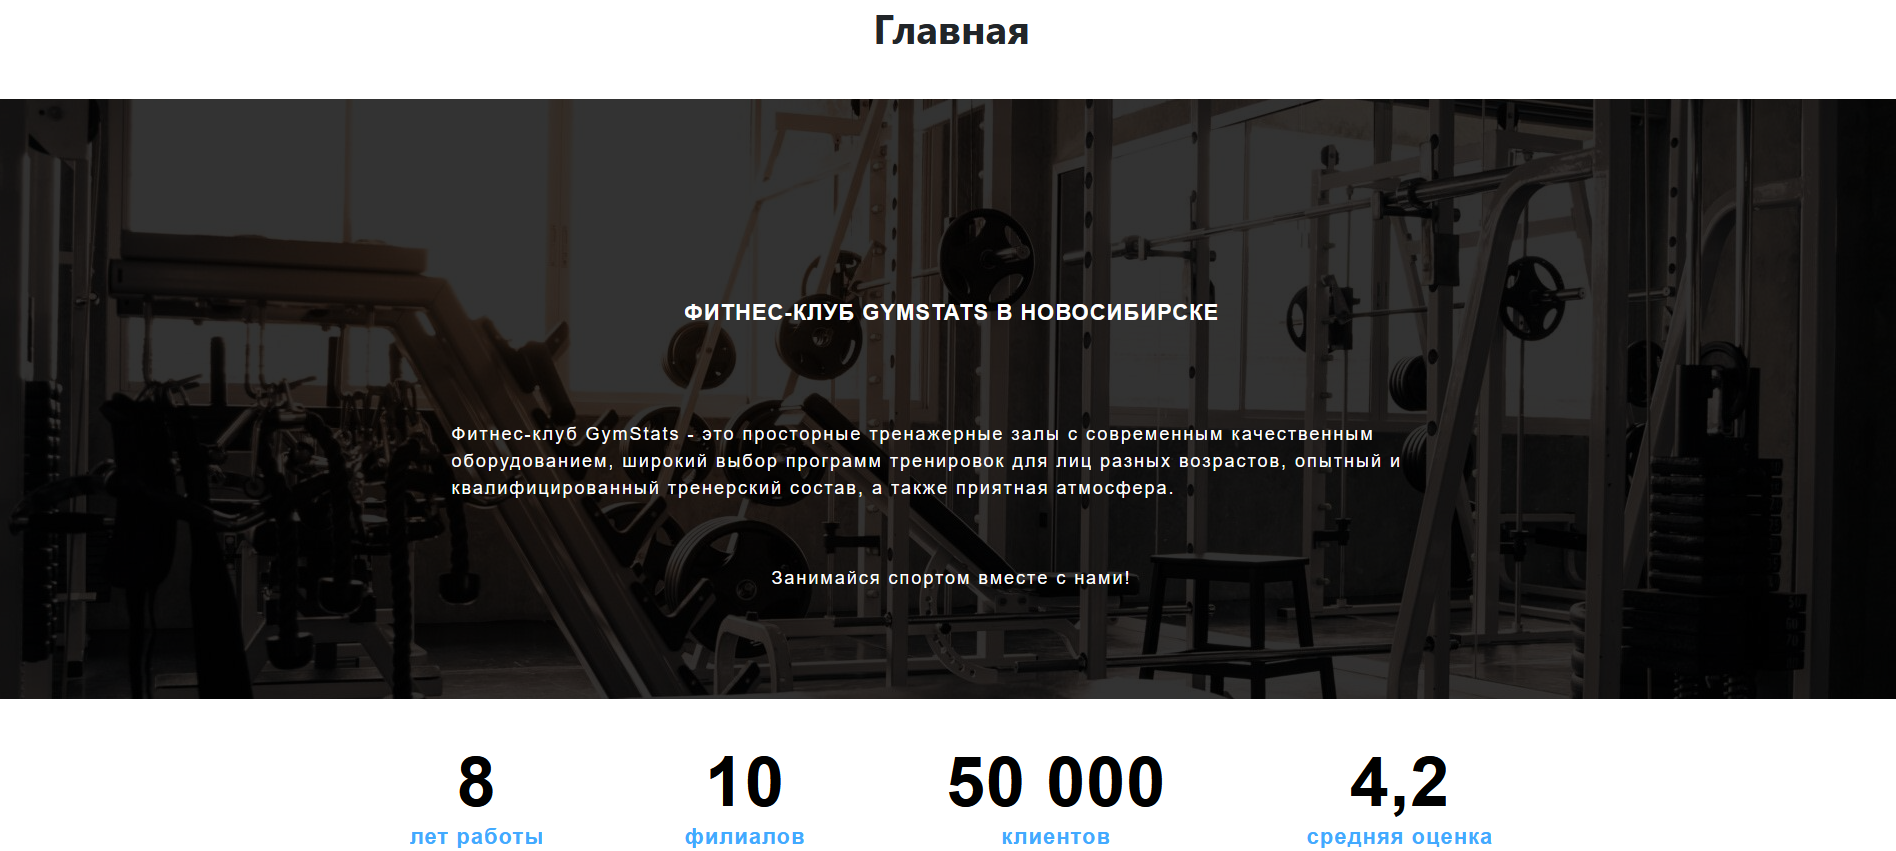 Главная
ФИТНЕС-КЛУБ GYMSTATS В НОВОСИБИРСКЕ
Фитнес-клуб GymStats - это просторные тренажерные залы с современным качественным
оборудованием, широкий выбор программ тренировок для лиц разных возрастов, опытный и
квалифицированный тренерский состав, а также приятная атмосфера.
Занимайся спортом вместе с нами!
8 10 50 000 4,2
лет работы филиалов клиентов средняя оценка